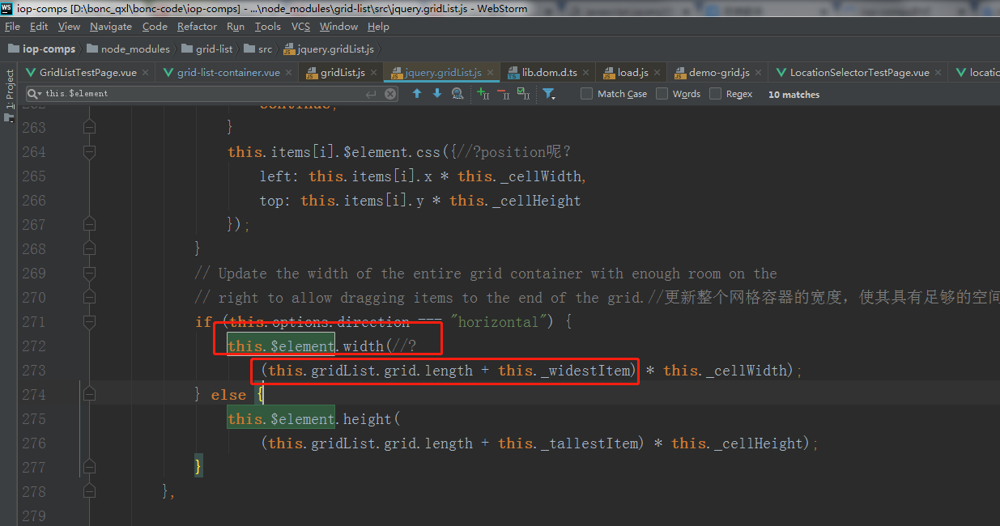 WS iop-comps [D:\bonc_qxl\bonc-code\iop-comps] - ...\node_modules\grid-list\src\jquery.gridList.js - WebStorm
File Edit View Navigate Code Refactor Run Tools VCS Window Help
iop-comps node_modules grid-list src jquery.gridList.js
GridListTestPage.vue grid-list-container.vue gridList.js jquery.gridList.js lib.dom.d.ts load.js demo-grid.js LocationSelectorTestPage.vue locatio
1: Project
this.$element Match Case Words Regex 10 matches
262 continue;
263 }
264 this.items[i].$element.css({//?position呢?
265 left: this.items[i].x * this._cellWidth,
266 top: this.items[i].y * this._cellHeight
267 });
268 }
269 // Update the width of the entire grid container with enough room on the
270 // right to allow dragging items to the end of the grid.//更新整个网格容器的宽度，使其具有足够的空间
271 if (this.options.direction === "horizontal") {
272 this.$element.width(//?
273 (this.gridList.grid.length + this._widestItem) * this._cellWidth);
274 } else {
275 this.$element.height(
276 (this.gridList.grid.length + this._tallestItem) * this._cellHeight);
277 }
278 },
279